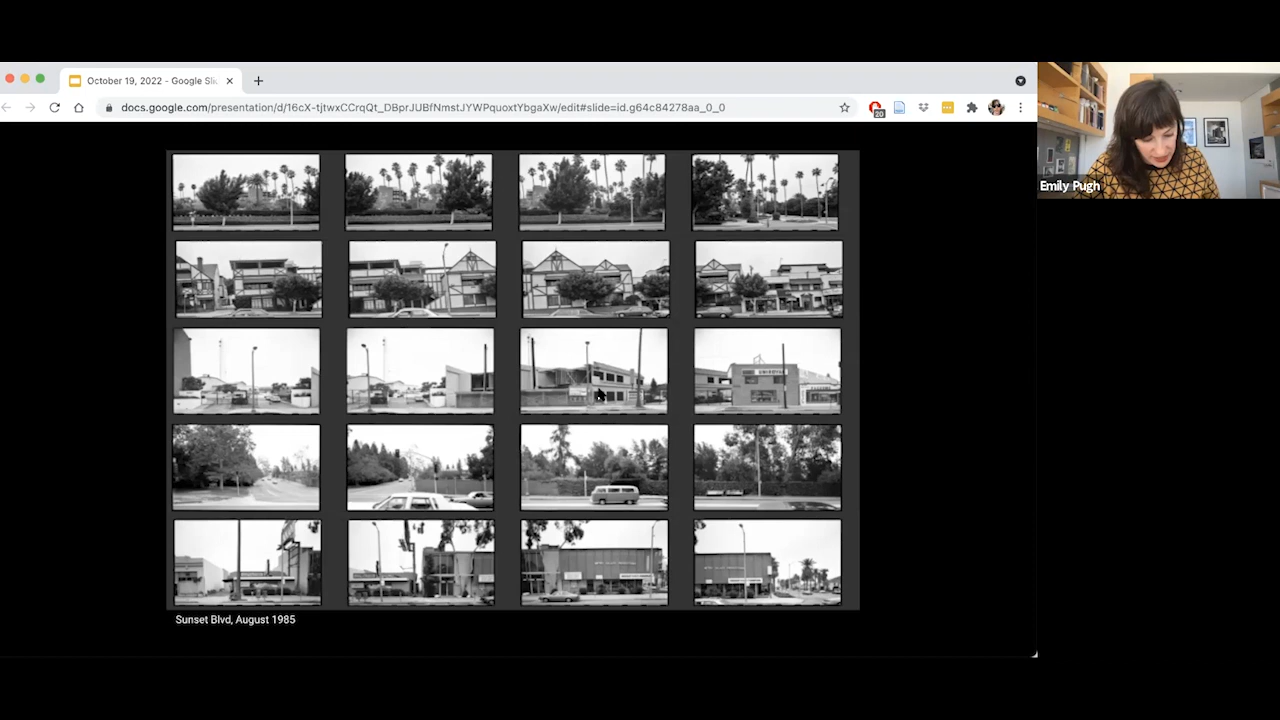 October 19, 2022 - Google Sli
docs.google.com/presentation/d/16cX-tjtwxCCrqQt_DBprJUBfNmstJYWPquoxtYbgaXw/edit#slide=id.g64c84278aa_0_0
20
Emily Pugh
Sunset Blvd, August 1985